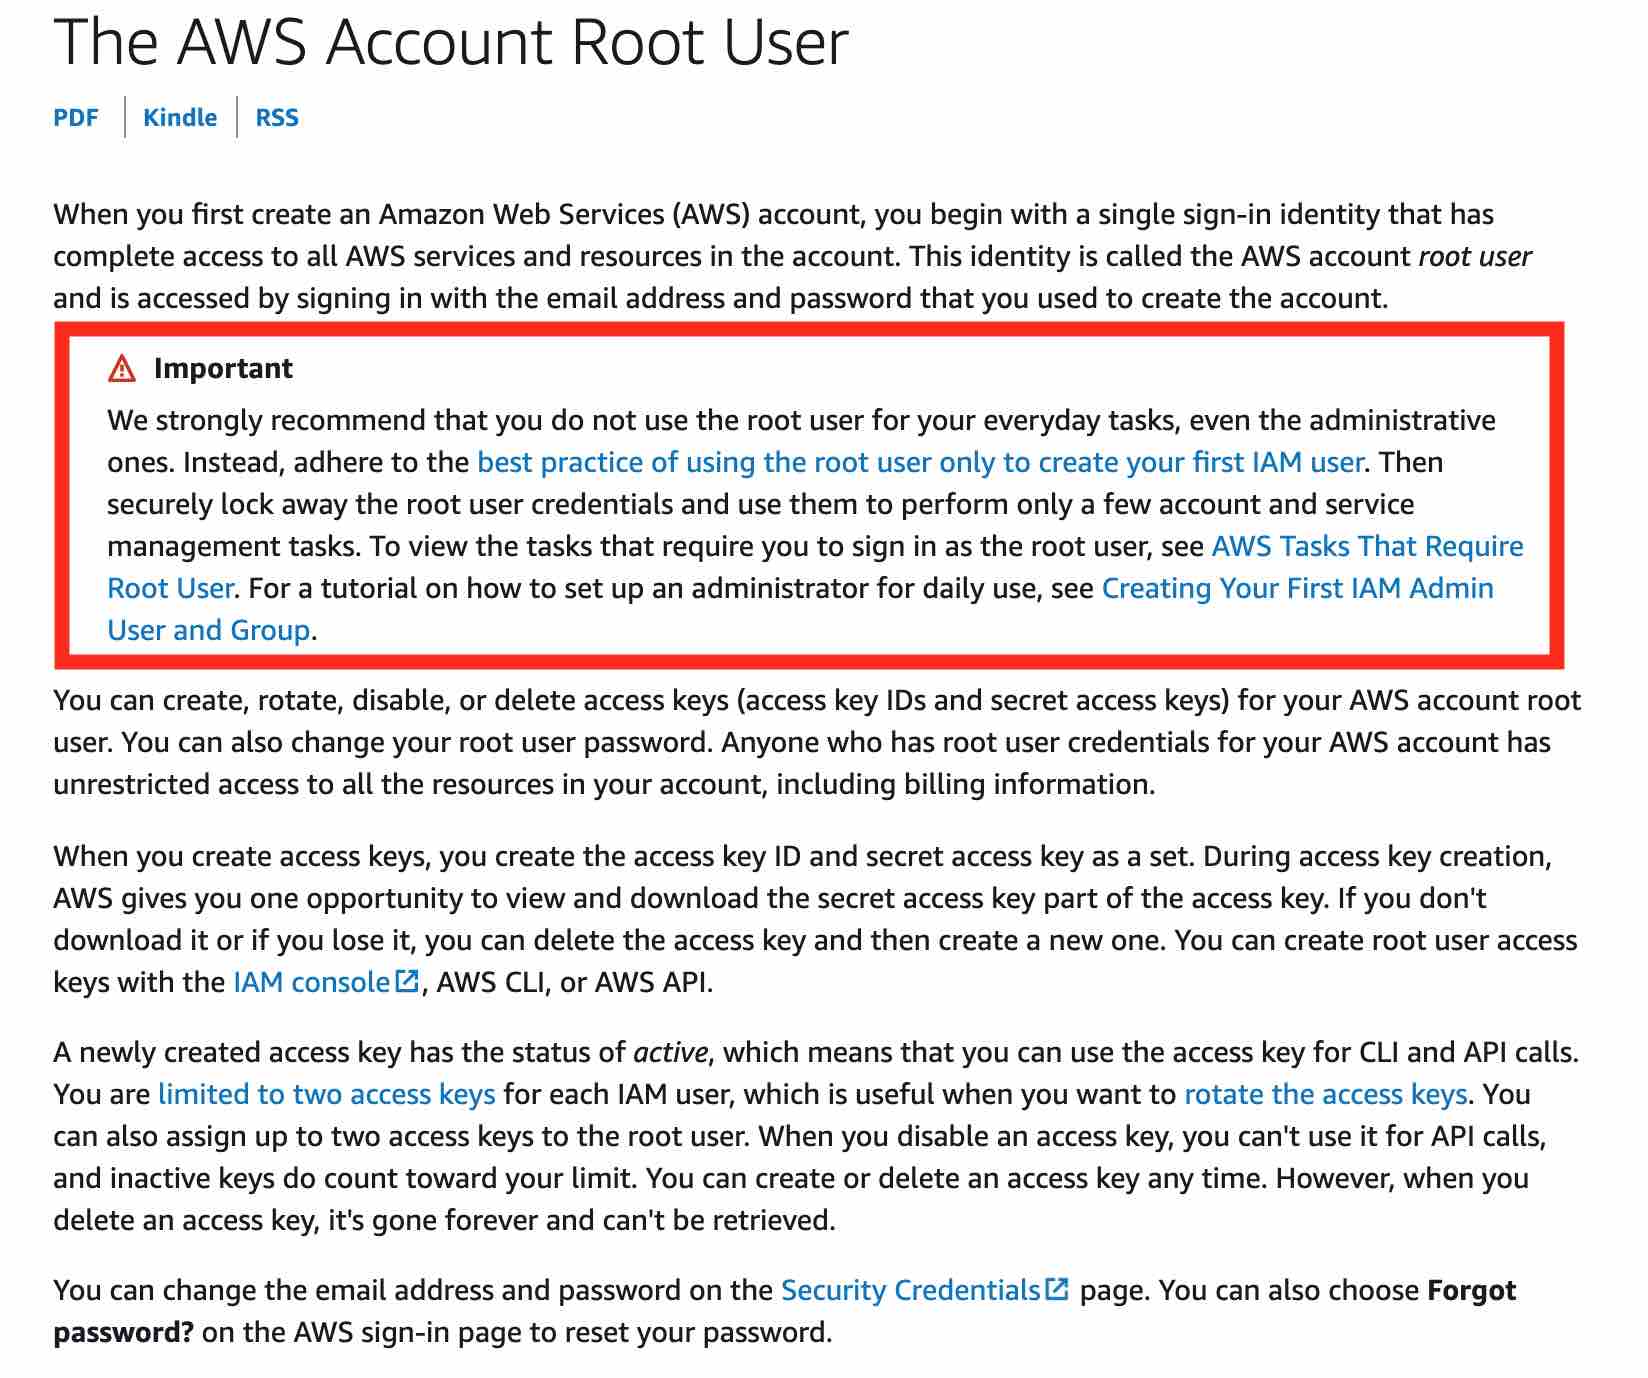 The AWS Account Root User
PDF | Kindle | RSS
When you first create an Amazon Web Services (AWS) account, you begin with a single sign-in identity that has
complete access to all AWS services and resources in the account. This identity is called the AWS account root user
and is accessed by signing in with the email address and password that you used to create the account.
Important
We strongly recommend that you do not use the root user for your everyday tasks, even the administrative
ones. Instead, adhere to the best practice of using the root user only to create your first IAM user. Then
securely lock away the root user credentials and use them to perform only a few account and service
management tasks. To view the tasks that require you to sign in as the root user, see AWS Tasks That Require
Root User. For a tutorial on how to set up an administrator for daily use, see Creating Your First IAM Admin
User and Group.
You can create, rotate, disable, or delete access keys (access key IDs and secret access keys) for your AWS account root
user. You can also change your root user password. Anyone who has root user credentials for your AWS account has
unrestricted access to all the resources in your account, including billing information.
When you create access keys, you create the access key ID and secret access key as a set. During access key creation,
AWS gives you one opportunity to view and download the secret access key part of the access key. If you don't
download it or if you lose it, you can delete the access key and then create a new one. You can create root user access
keys with the IAM console, AWS CLI, or AWS API.
A newly created access key has the status of active, which means that you can use the access key for CLI and API calls.
You are limited to two access keys for each IAM user, which is useful when you want to rotate the access keys. You
can also assign up to two access keys to the root user. When you disable an access key, you can't use it for API calls,
and inactive keys do count toward your limit. You can create or delete an access key any time. However, when you
delete an access key, it's gone forever and can't be retrieved.
You can change the email address and password on the Security Credentials page. You can also choose Forgot
password? on the AWS sign-in page to reset your password.